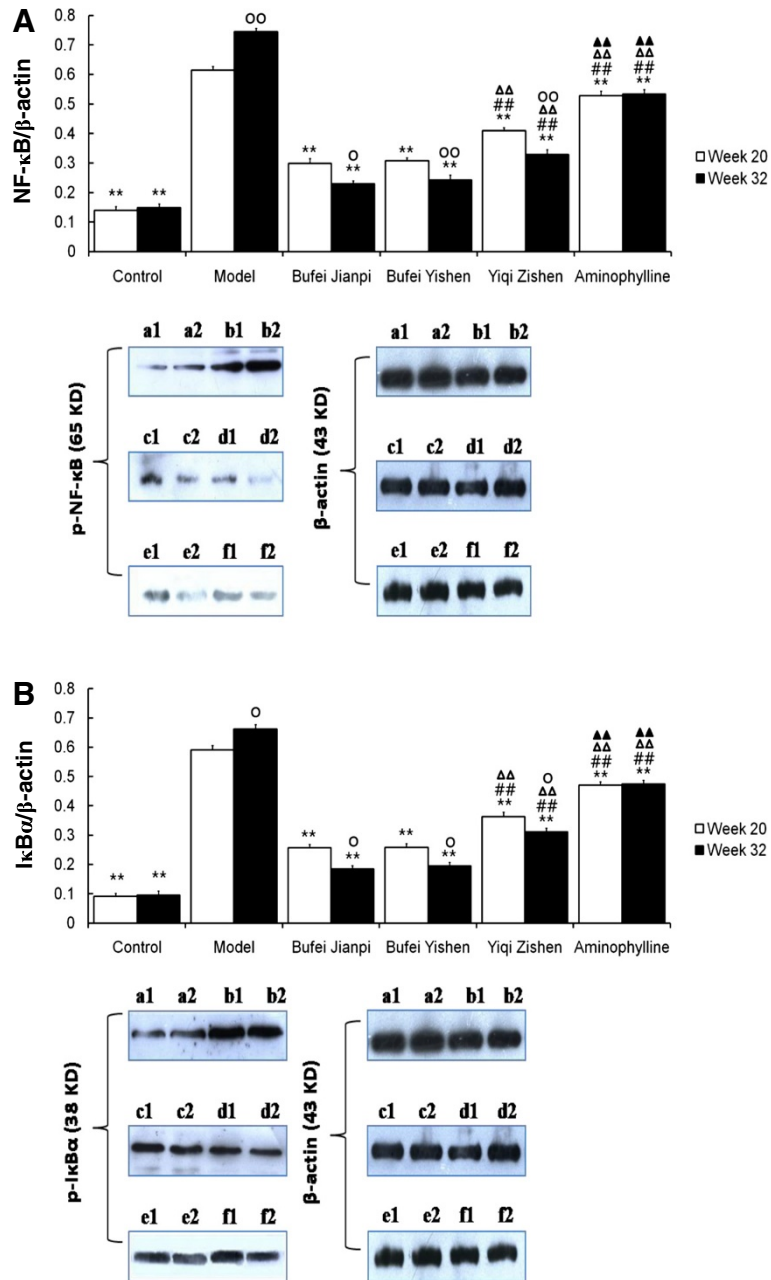 A
NF-κB/β-actin
0.8
0.7
0.6
0.5
0.4
0.3
0.2
0.1
0
** **
OO
** O
**
** OO
**
ΔΔ
##
**
OO
ΔΔ
##
**
▲▲
ΔΔ
##
**
▲▲
ΔΔ
##
**
Week 20
Week 32
Control Model Bufei Jianpi Bufei Yishen Yiqi Zishen Aminophylline
p-NF-κB (65 KD)
a1 a2 b1 b2
c1 c2 d1 d2
e1 e2 f1 f2
β-actin (43 KD)
a1 a2 b1 b2
c1 c2 d1 d2
e1 e2 f1 f2
B
IκBα/β-actin
0.8
0.7
0.6
0.5
0.4
0.3
0.2
0.1
0
** **
O
** O
**
** O
**
ΔΔ
##
**
O
ΔΔ
##
**
▲▲
ΔΔ
##
**
▲▲
ΔΔ
##
**
Week 20
Week 32
Control Model Bufei Jianpi Bufei Yishen Yiqi Zishen Aminophylline
p-IκBα (38 KD)
a1 a2 b1 b2
c1 c2 d1 d2
e1 e2 f1 f2
β-actin (43 KD)
a1 a2 b1 b2
c1 c2 d1 d2
e1 e2 f1 f2